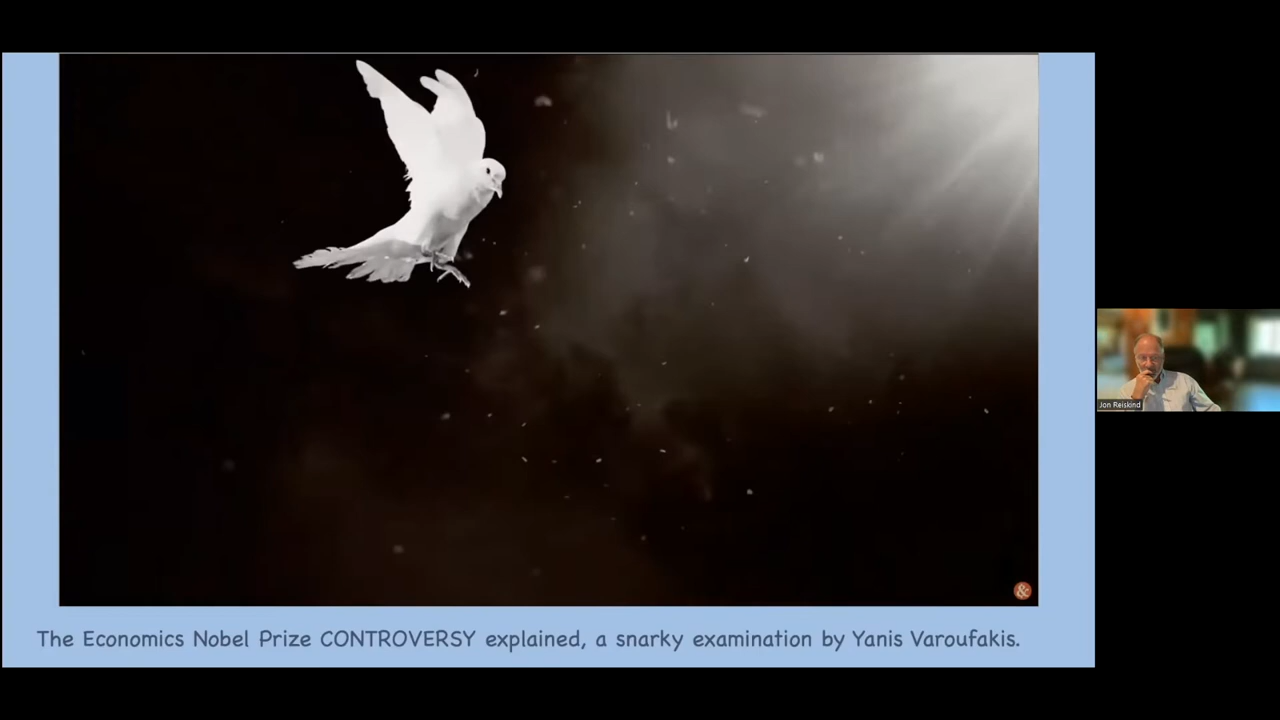 &
Jon Reiskind
The Economics Nobel Prize CONTROVERSY explained, a snarky examination by Yanis Varoufakis.